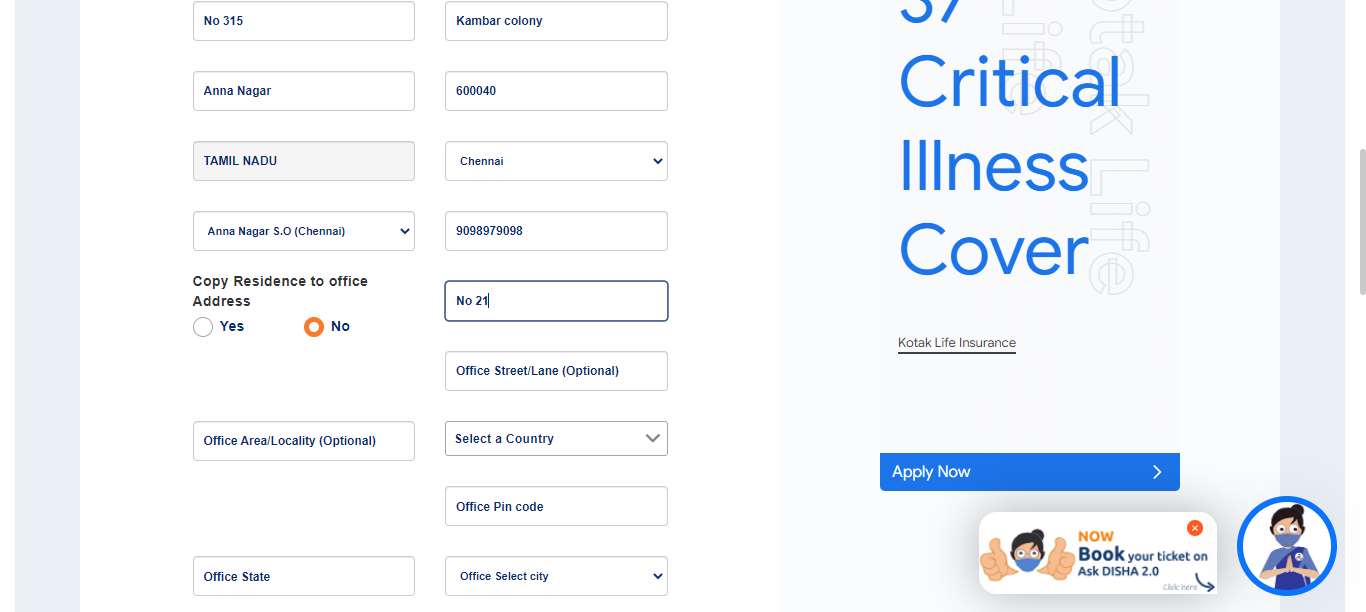 No 315
Kambar colony
Anna Nagar
600040
TAMIL NADU
Chennai
Anna Nagar S.O (Chennai)
9098979098
Copy Residence to office
Address
Yes
No
No 21
Office Street/Lane (Optional)
Office Area/Locality (Optional)
Select a Country
Office Pin code
Office State
Office Select city
37
Critical
Illness
Cover
Kotak Life Insurance
Apply Now
NOW
Book your ticket on
Ask DISHA 2.0
Click here